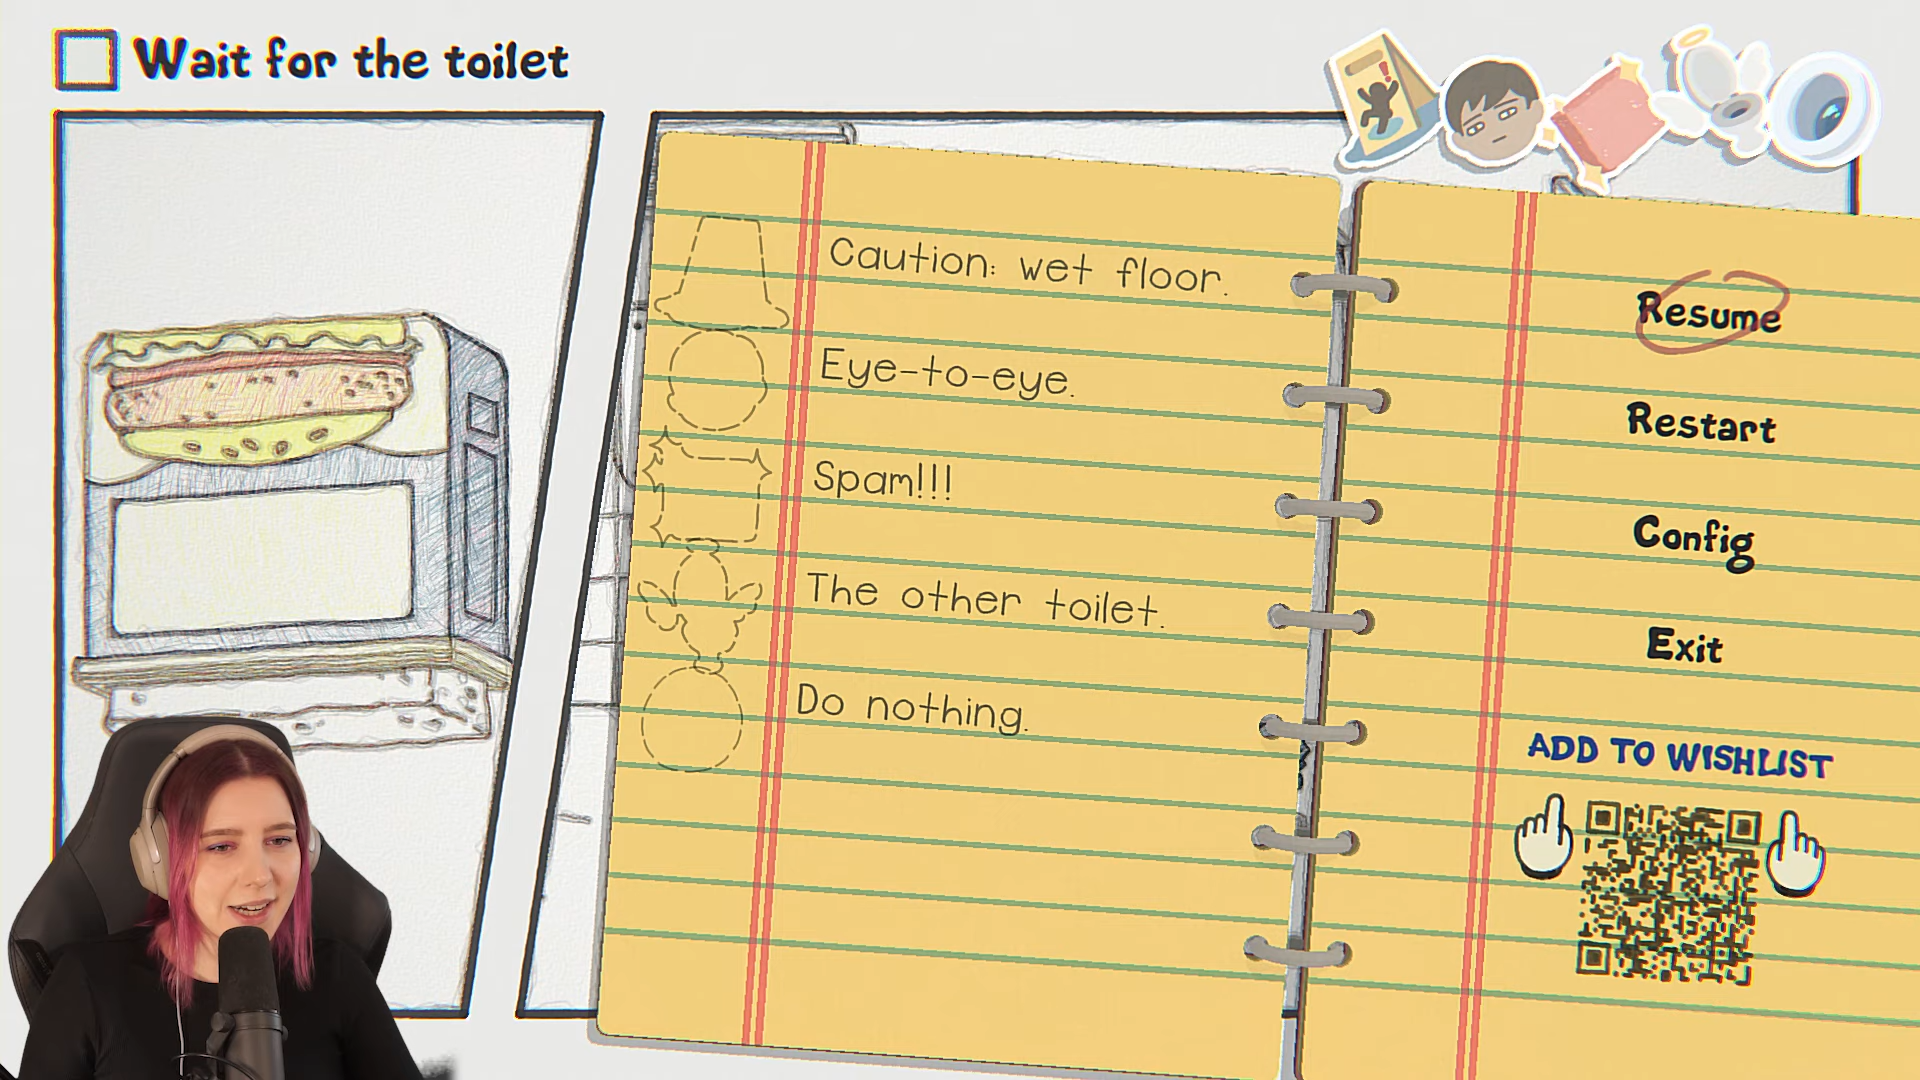 Wait for the toilet
Caution: wet floor.
Eye-to-eye.
Spam!!!
The other toilet.
Do nothing.
Resume
Restart
Config
Exit
ADD TO WISHLIST